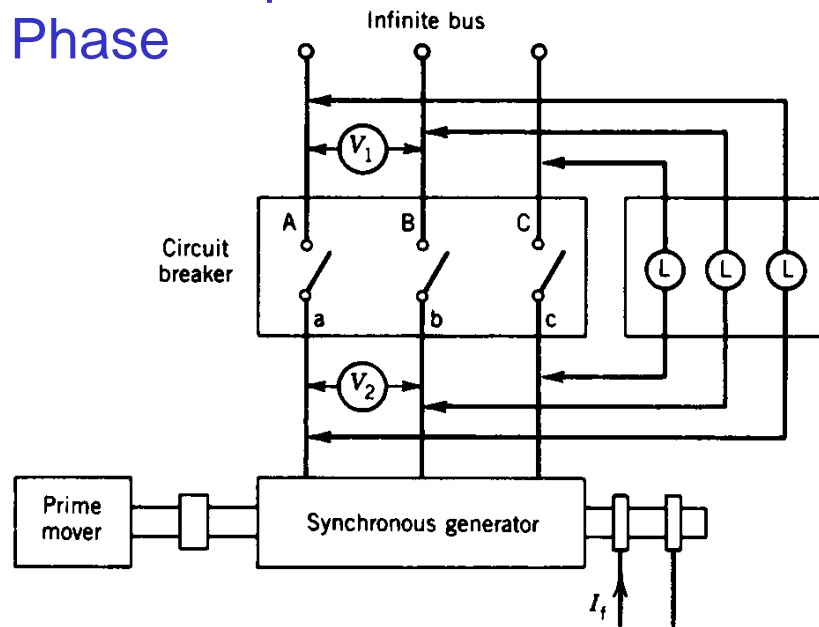 Phase
Infinite bus
V1
A B C
Circuit
breaker
L L L
a b c
V2
Prime
mover
Synchronous generator
If